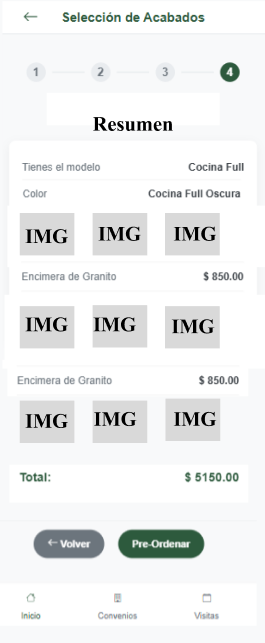 ← Selección de Acabados
1 2 3 4
Resumen
Tienes el modelo Cocina Full
Color Cocina Full Oscura
IMG IMG IMG
Encimera de Granito $ 850.00
IMG IMG IMG
Encimera de Granito $ 850.00
IMG IMG IMG
Total: $ 5150.00
← Volver Pre-Ordenar
Inicio Convenios Visitas